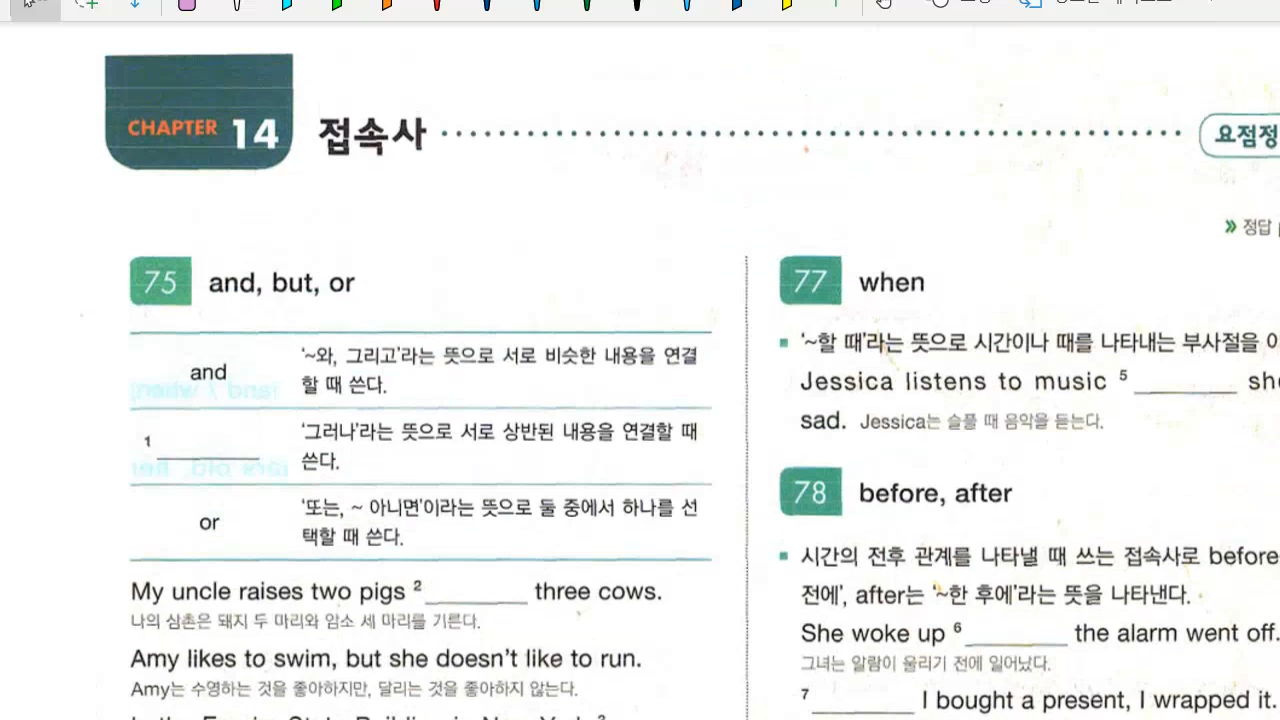 CHAPTER 14 접속사
요점정
» 정답
75 and, but, or
and
'~와, 그리고'라는 뜻으로 서로 비슷한 내용을 연결
할 때 쓴다.
1 ________
'그러나'라는 뜻으로 서로 상반된 내용을 연결할 때
쓴다.
or
'또는, ~ 아니면'이라는 뜻으로 둘 중에서 하나를 선
택할 때 쓴다.
My uncle raises two pigs 2 ________ three cows.
나의 삼촌은 돼지 두 마리와 암소 세 마리를 기른다.
Amy likes to swim, but she doesn't like to run.
Amy는 수영하는 것을 좋아하지만, 달리는 것을 좋아하지 않는다.
77 when
'~할 때'라는 뜻으로 시간이나 때를 나타내는 부사절을 이
Jessica listens to music 5 ________ she
sad. Jessica는 슬플 때 음악을 듣는다.
78 before, after
시간의 전후 관계를 나타낼 때 쓰는 접속사로 before
전에', after는 '~한 후에'라는 뜻을 나타낸다.
She woke up 6 ________ the alarm went off.
그녀는 알람이 울리기 전에 일어났다.
7 ________ I bought a present, I wrapped it.